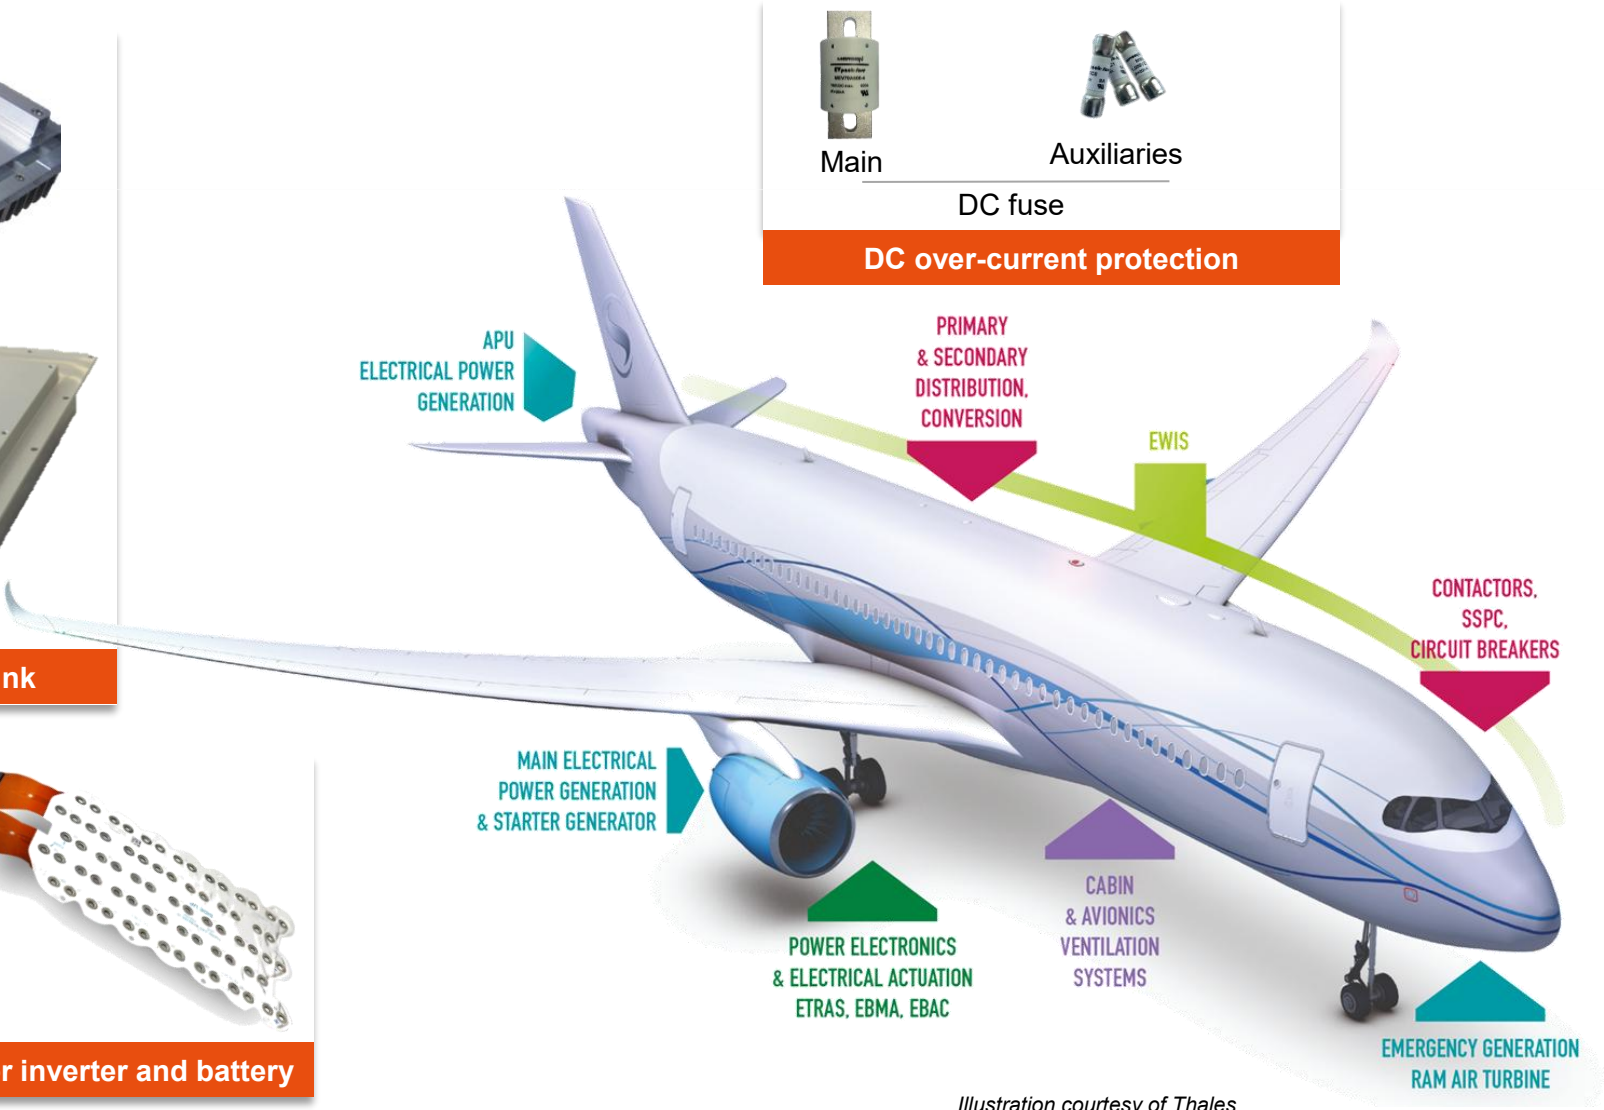 Main
Auxiliaries
DC fuse
DC over-current protection
APU
ELECTRICAL POWER
GENERATION
PRIMARY
& SECONDARY
DISTRIBUTION,
CONVERSION
EWIS
CONTACTORS,
SSPC,
CIRCUIT BREAKERS
nk
MAIN ELECTRICAL
POWER GENERATION
& STARTER GENERATOR
CABIN
& AVIONICS
VENTILATION
SYSTEMS
POWER ELECTRONICS
& ELECTRICAL ACTUATION
ETRAS, EBMA, EBAC
EMERGENCY GENERATION
RAM AIR TURBINE
r inverter and battery
Illustration courtesy of Thales